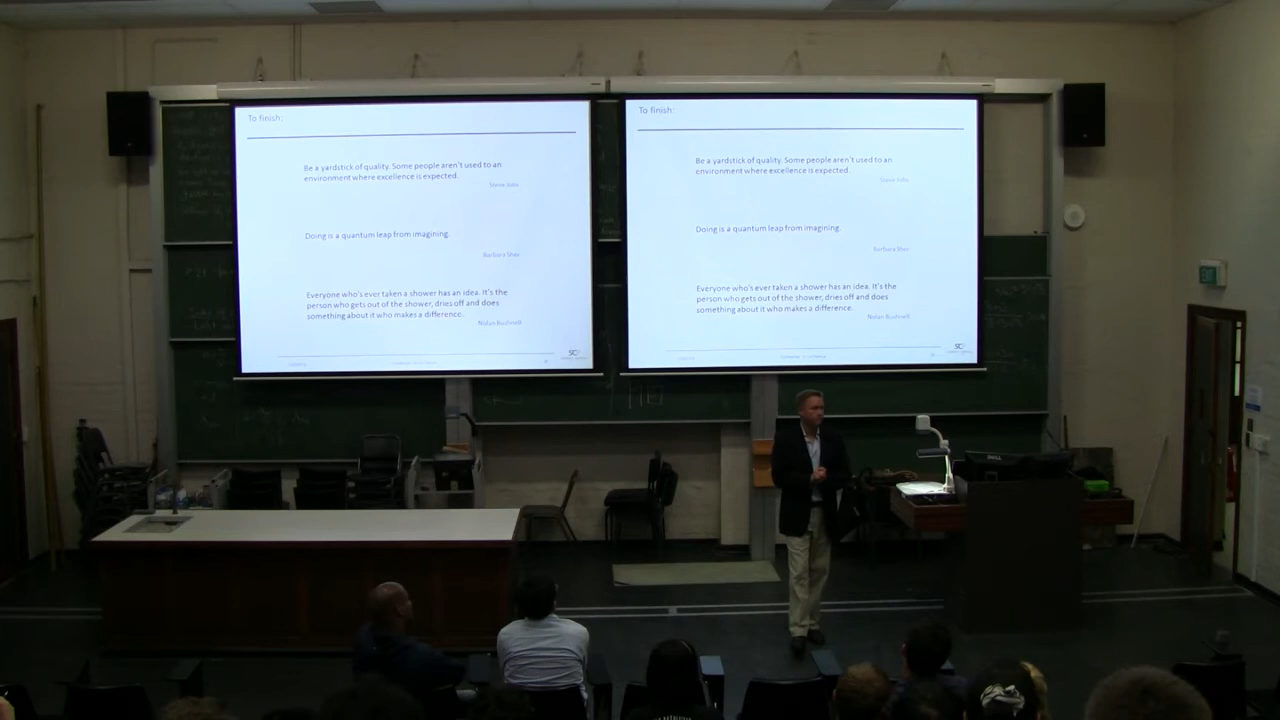 To finish:
Be a yardstick of quality. Some people aren't used to an
environment where excellence is expected.
Steve Jobs
Doing is a quantum leap from imagining.
Barbara Sher
Everyone who's ever taken a shower has an idea. It's the
person who gets out of the shower, dries off and does
something about it who makes a difference.
Nolan Bushnell
To finish:
Be a yardstick of quality. Some people aren't used to an
environment where excellence is expected.
Steve Jobs
Doing is a quantum leap from imagining.
Barbara Sher
Everyone who's ever taken a shower has an idea. It's the
person who gets out of the shower, dries off and does
something about it who makes a difference.
Nolan Bushnell
EXIT
DELL